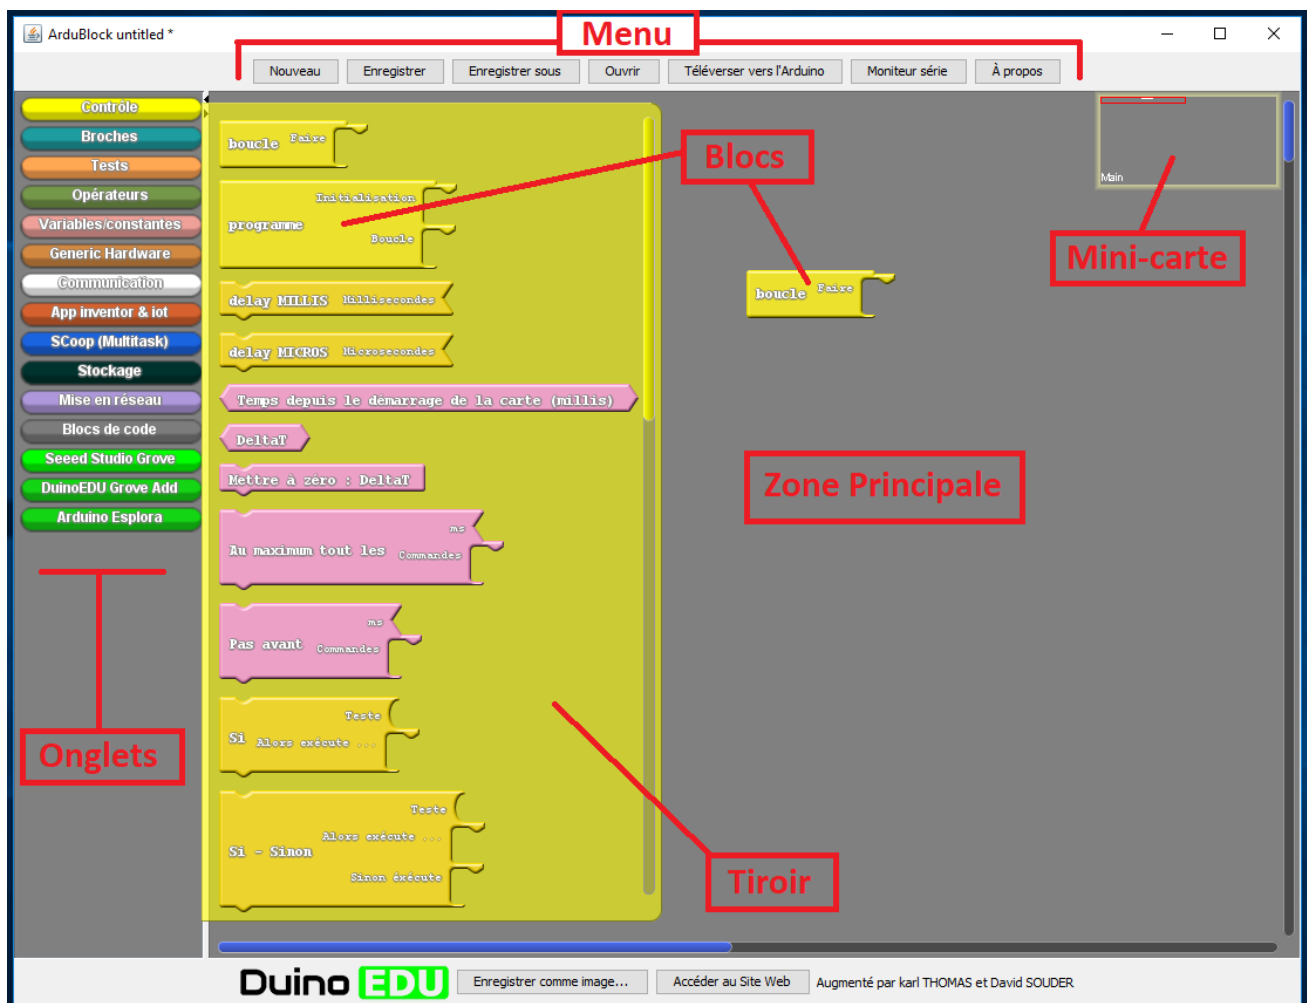 ArduBlock untitled *
Menu
Nouveau
Enregistrer
Enregistrer sous
Ouvrir
Téléverser vers l'Arduino
Moniteur série
À propos
Contrôle
Broches
Tests
Opérateurs
Variables/constantes
Generic Hardware
Communication
App inventor & iot
SCoop (Multitask)
Stockage
Mise en réseau
Blocs de code
Seeed Studio Grove
DuinoEDU Grove Add
Arduino Esplora
Onglets
boucle Faire
Initialisation
programme
Boucle
delay MILLIS Millisecondes
delay MICROS Microsecondes
Temps depuis le démarrage de la carte (millis)
DeltaT
Mettre à zéro : DeltaT
ms
Au maximum tout les Commandes
ms
Pas avant Commandes
Teste
Si Alors exécute ...
Teste
Alors exécute ...
Si - Sinon
Sinon éxécute
Blocs
boucle Faire
Main
Mini-carte
Zone Principale
Tiroir
Duino EDU
Enregistrer comme image...
Accéder au Site Web
Augmenté par karl THOMAS et David SOUDER